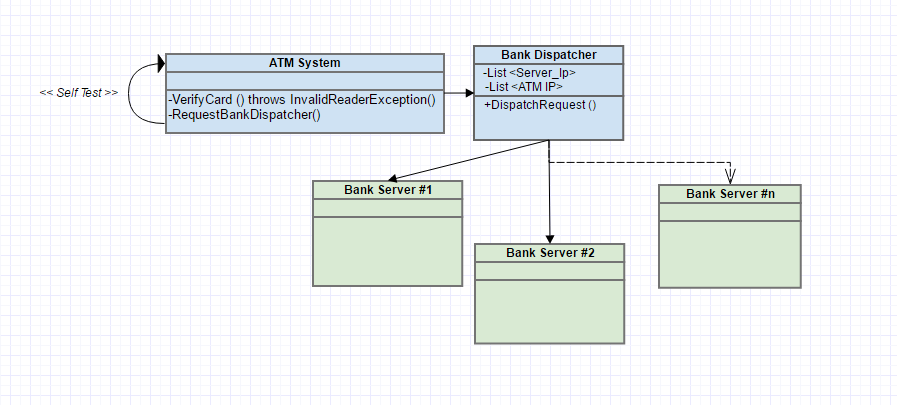 ATM System
Bank Dispatcher
-List <Server_Ip>
-List <ATM IP>
<< Self Test >>
-VerifyCard () throws InvalidReaderException()
-RequestBankDispatcher()
+DispatchRequest ()
Bank Server #1
Bank Server #n
Bank Server #2